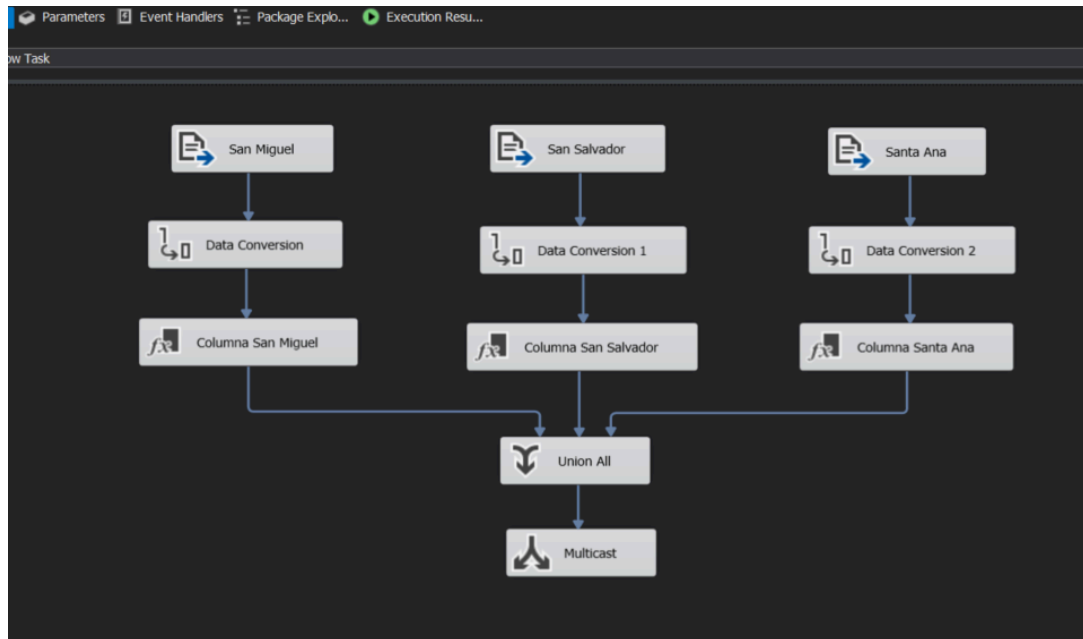 Parameters Event Handlers Package Explo... Execution Resu...
ow Task
San Miguel San Salvador Santa Ana
Data Conversion Data Conversion 1 Data Conversion 2
Columna San Miguel Columna San Salvador Columna Santa Ana
Union All
Multicast